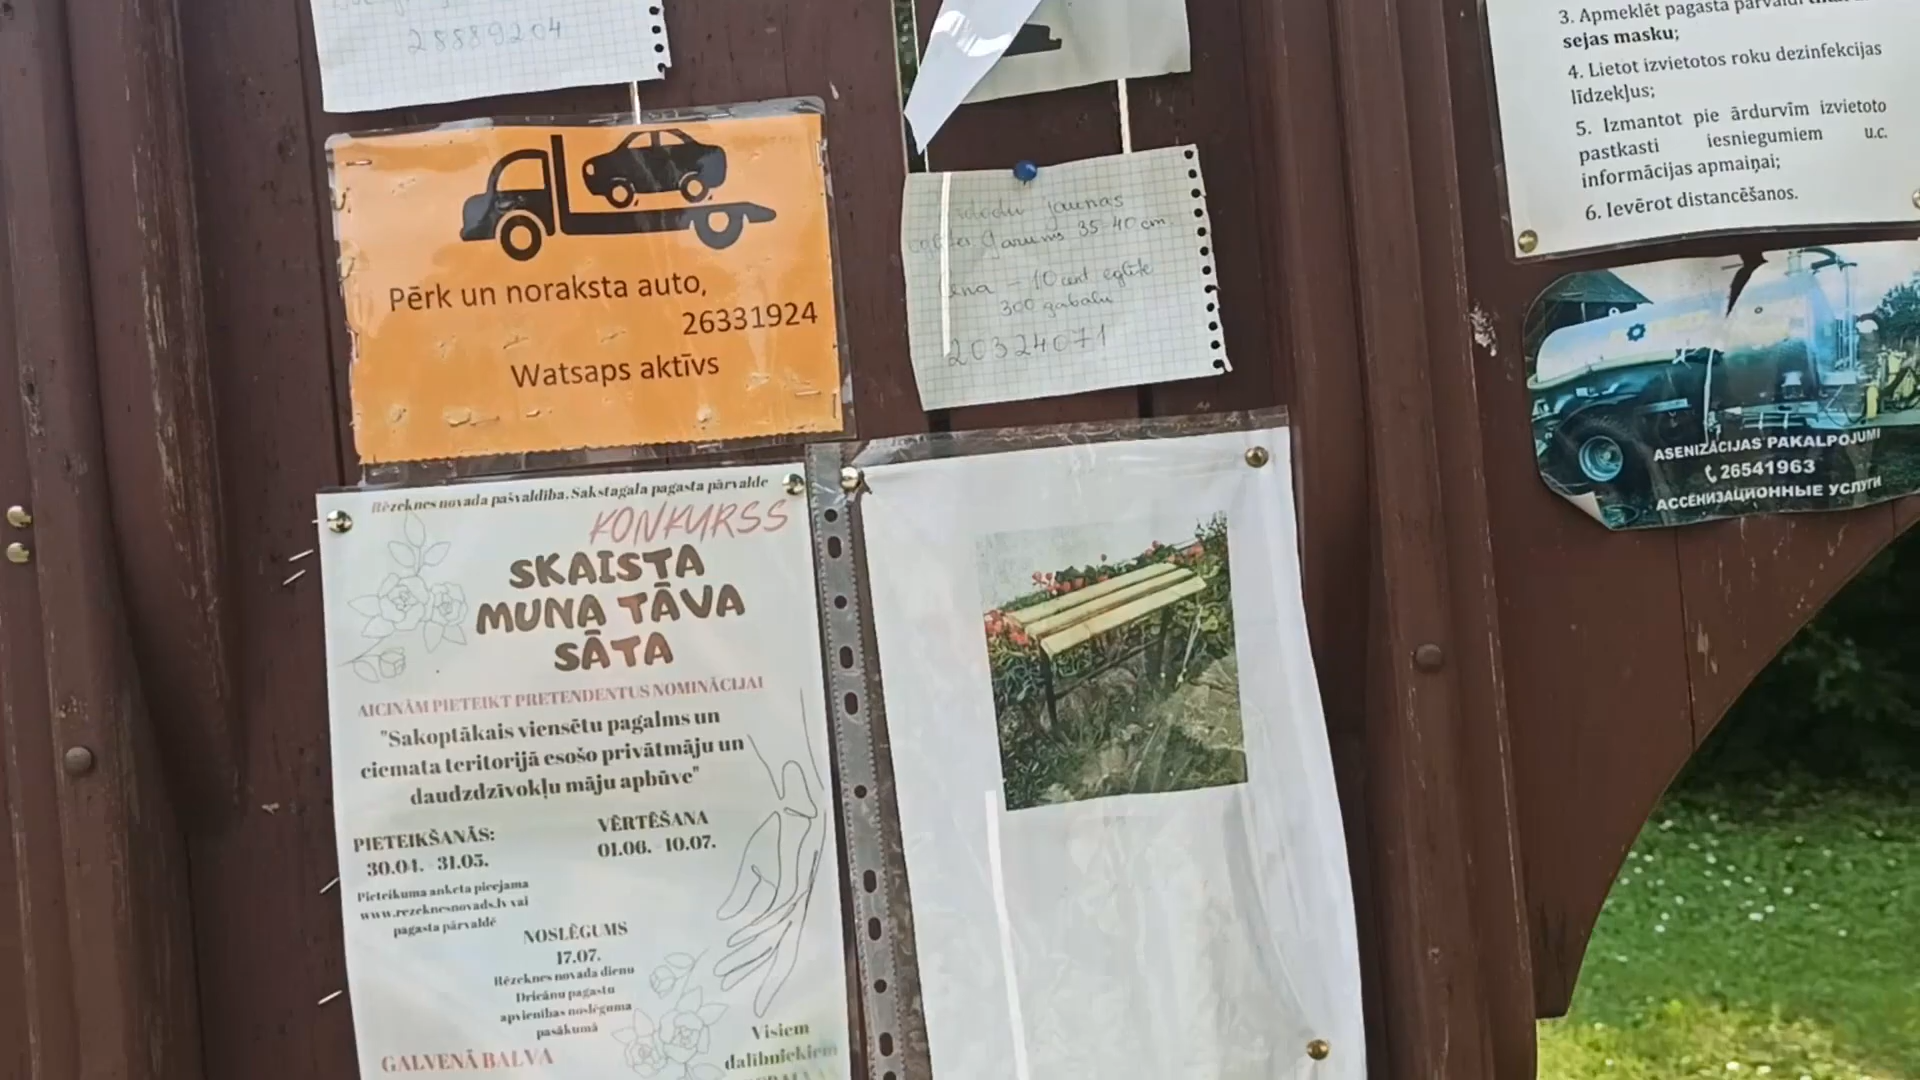 28889204
Pērk un noraksta auto,
26331924
Watsaps aktīvs
jaunas
garums 35-40 cm.
- 10 cent eglīte
300 gabalu
20324071
3. Apmeklēt pagasta
sejas masku;
4. Lietot izvietotos roku dezinfekcijas
līdzekļus;
5. Izmantot pie ārdurvīm izvietoto
pastkasti iesniegumiem u.c.
informācijas apmaiņai;
6. Ievērot distancēšanos.
ASENIZĀCIJAS PAKALPOJUMI
26541963
АССЕНИЗАЦИОННЫЕ УСЛУГИ
Rēzeknes novada pašvaldība. Sakstagala pagasta pārvalde
KONKURSS
SKAISTA
MUNA TĀVA
SĀTA
AICINĀM PIETEIKT PRETENDENTUS NOMINĀCIJAI
"Sakoptākais viensētu pagalms un
ciemata teritorijā esošo privātmāju un
daudzdzīvokļu māju apbūve"
PIETEIKŠANĀS:
30.04. - 31.05.
Pieteikuma anketa pieejama
www.rezeknesnovads.lv vai
pagasta pārvaldē
VĒRTĒŠANA
01.06. - 10.07.
NOSLĒGUMS
17.07.
Rēzeknes novada dienu
Dricānu pagastu
apvienības noslēguma
pasākumā
GALVENĀ BALVA
Visiem
dalībniekiem